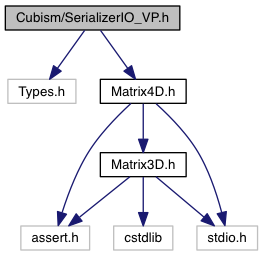 Cubism/SerializerIO_VP.h
Types.h
Matrix4D.h
Matrix3D.h
assert.h
cstdlib
stdio.h